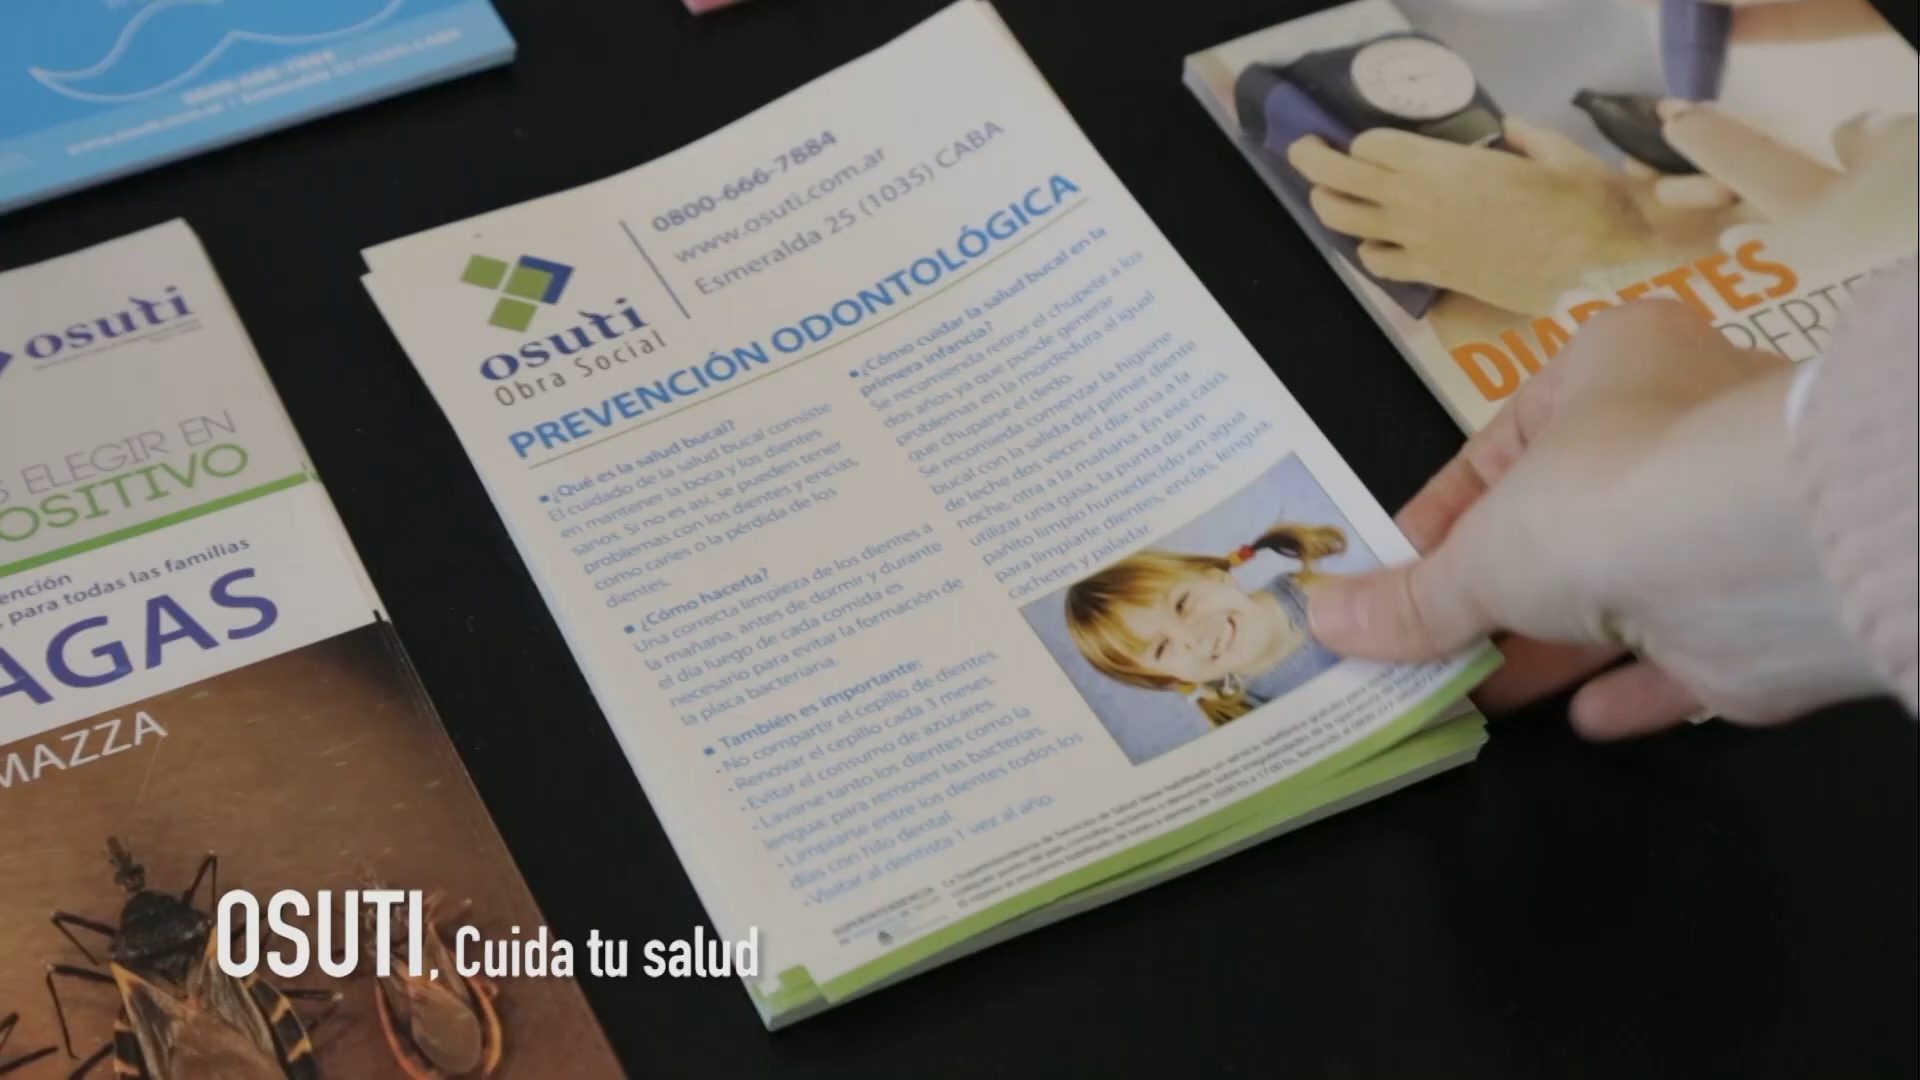 osuti
S ELEGIR EN
OSITIVO
ención
para todas las familias
AGAS
MAZZA
osuti
Obra Social
0800-666-7884
www.osuti.com.ar
Esmeralda 25 (1035) CABA
PREVENCIÓN ODONTOLÓGICA
▪ ¿Qué es la salud bucal?
El cuidado de la salud bucal consiste
en mantener la boca y los dientes
sanos. Si no es así, se pueden tener
problemas con los dientes y encías,
como caries o la pérdida de los
dientes.
▪ ¿Cómo hacerla?
Una correcta limpieza de los dientes a
la mañana, antes de dormir y durante
el día luego de cada comida es
necesario para evitar la formación de
la placa bacteriana.
▪ También es importante:
- No compartir el cepillo de dientes.
- Renovar el cepillo cada 3 meses.
- Evitar el consumo de azúcares.
- Lavarse tanto los dientes como la
lengua, para remover las bacterias.
- Limpiarse entre los dientes todos los
días con hilo dental.
- Visitar al dentista 1 vez al año.
▪ ¿Cómo cuidar la salud bucal en la
primera infancia?
Se recomienda retirar el chupete a los
dos años ya que puede generar
problemas en la mordedura al igual
que chuparse el dedo.
Se recomieda comenzar la higiene
bucal con la salida del primer diente
de leche dos veces el día: una a la
noche, otra a la mañana. En ese caso,
utilizar una gasa, la punta de un
pañito limpio humedecido en agua
para limpiarle dientes, encías, lengua,
cachetes y paladar.
DIABETES
PERTE
OSUTI, Cuida tu salud